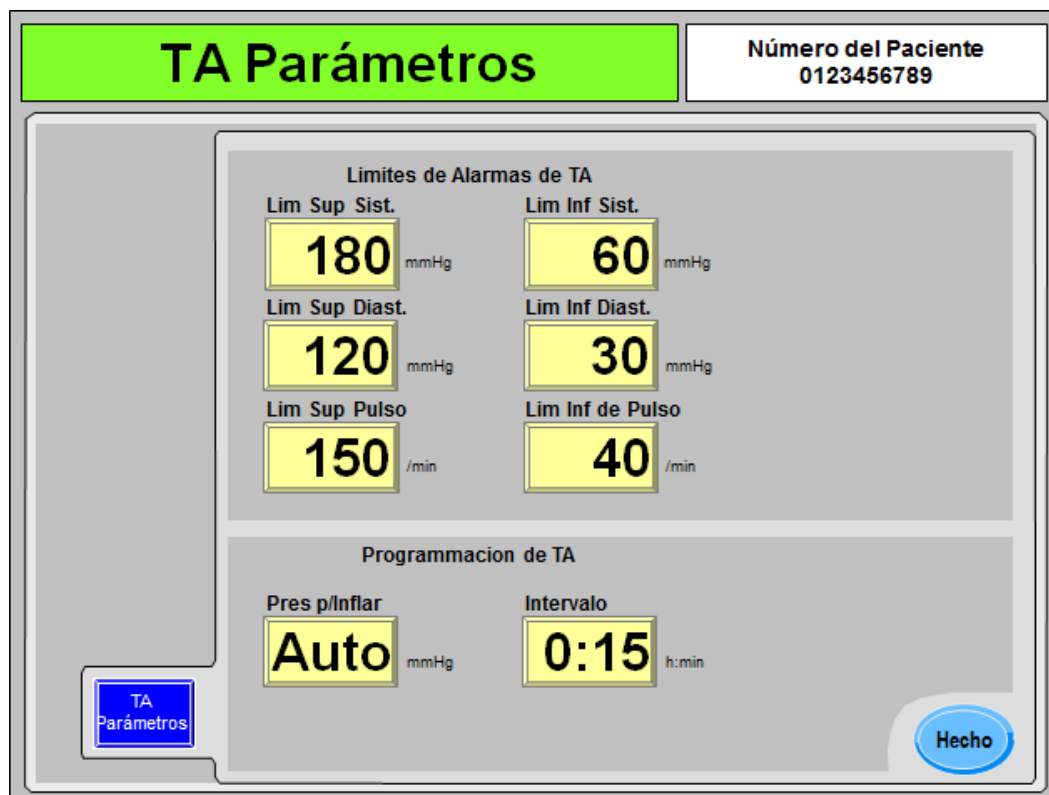 TA Parámetros
Número del Paciente
0123456789
Limites de Alarmas de TA
Lim Sup Sist.
Lim Inf Sist.
180 mmHg
60 mmHg
Lim Sup Diast.
Lim Inf Diast.
120 mmHg
30 mmHg
Lim Sup Pulso
Lim Inf de Pulso
150 /min
40 /min
Programmacion de TA
Pres p/Inflar
Intervalo
Auto mmHg
0:15 h:min
TA
Parámetros
Hecho